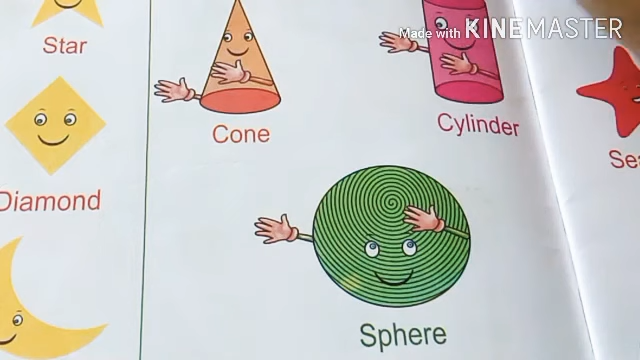 Made with KINEMASTER
Star
Cone
Cylinder
Diamond
Sphere